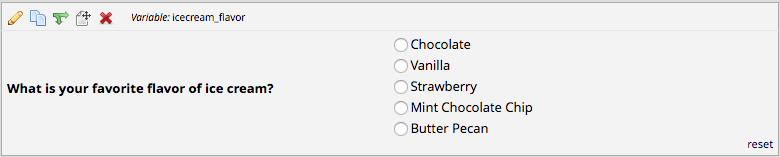 Variable: icecream_flavor
What is your favorite flavor of ice cream?
Chocolate
Vanilla
Strawberry
Mint Chocolate Chip
Butter Pecan
reset